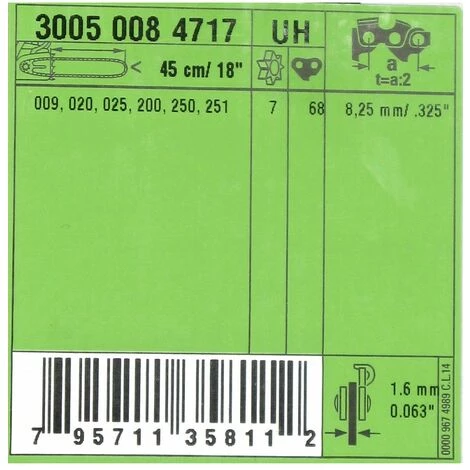 3005 008 4717 UH
45 cm/ 18"
a
t=a:2
009, 020, 025, 200, 250, 251 7 68 8,25 mm/ .325"
1.6 mm
0.063"
0000 967 4989 C.L.14
7 95711 35811 2